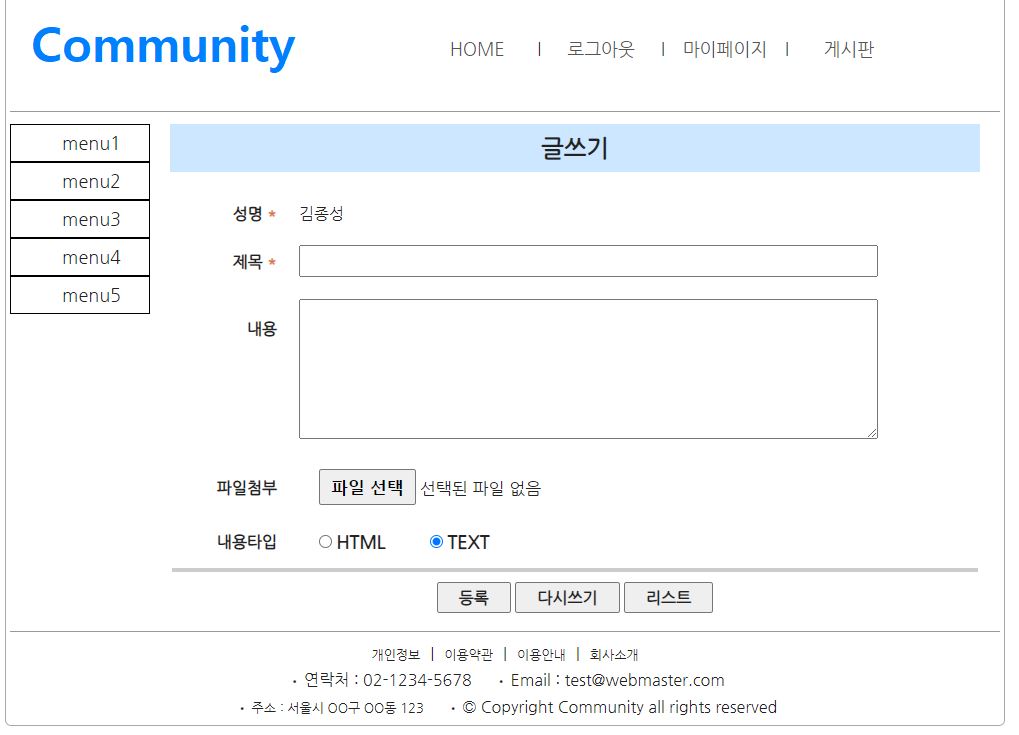 Community
HOME | 로그아웃 | 마이페이지 | 게시판
menu1
menu2
menu3
menu4
menu5
글쓰기
성명 * 김종성
제목 *
내용
파일첨부 파일 선택 선택된 파일 없음
내용타입 HTML TEXT
등록 다시쓰기 리스트
개인정보 | 이용약관 | 이용안내 | 회사소개
· 연락처 : 02-1234-5678 · Email : test@webmaster.com
· 주소 : 서울시 OO구 OO동 123 · © Copyright Community all rights reserved